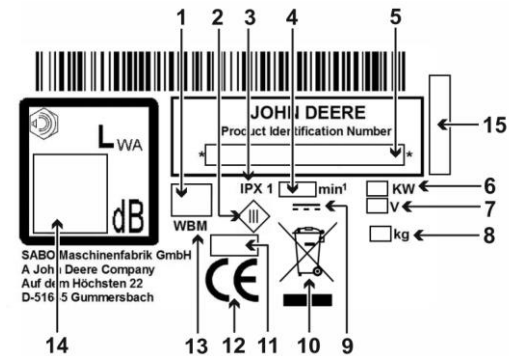 1 2 3 4 5
JOHN DEERE
Product Identification Number
* *
15
LWA
IPX 1 min¹
KW 6
V 7
III
dB
WBM
kg 8
SABO Maschinenfabrik GmbH
A John Deere Company
Auf dem Höchsten 22
D-51645 Gummersbach
CE
14 13 12 11 10 9